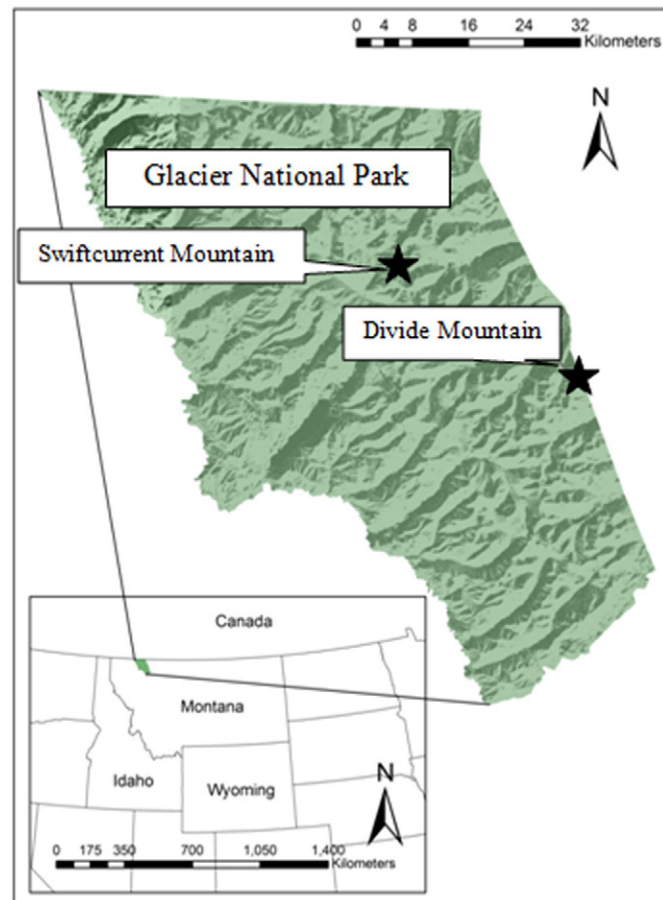 0 4 8 16 24 32
Kilometers
N
Glacier National Park
Swiftcurrent Mountain
Divide Mountain
Canada
Montana
Idaho
Wyoming
N
0 175 350 700 1,050 1,400
Kilometers